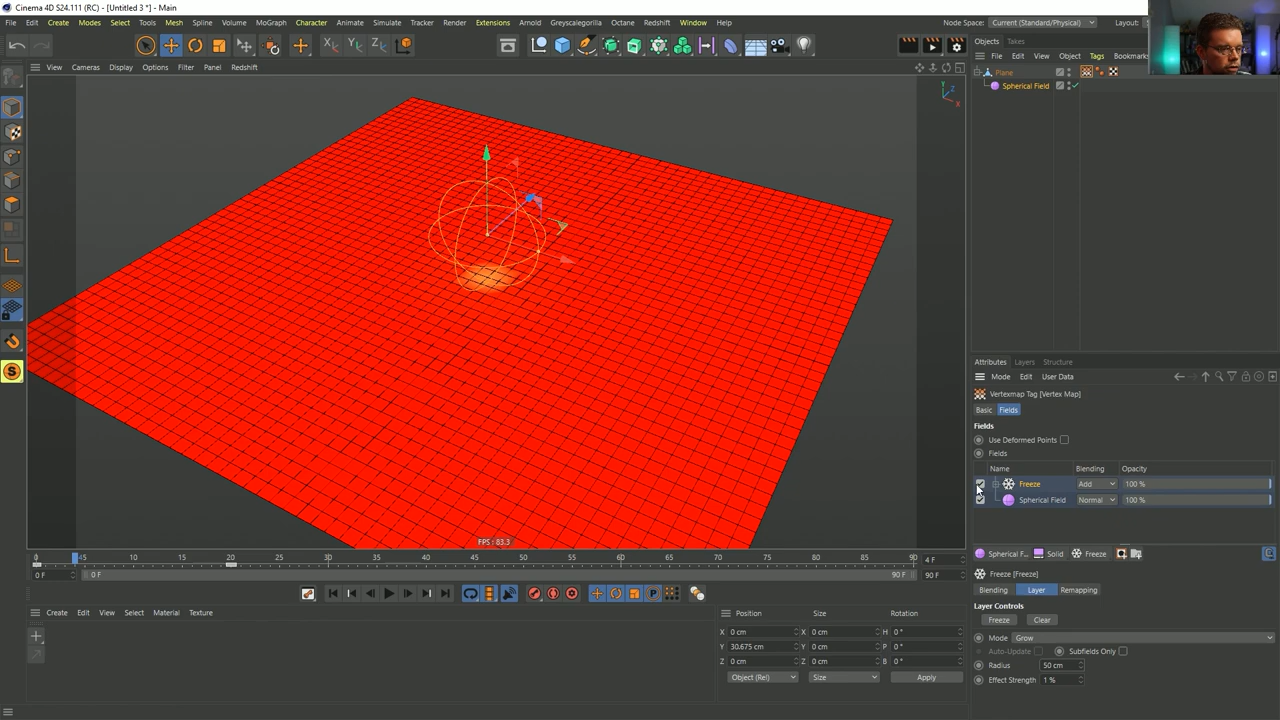 Cinema 4D S24.111 (RC) - [Untitled 3 *] - Main
File Edit Create Modes Select Tools Mesh Spline Volume MoGraph Character Animate Simulate Tracker Render Extensions Arnold Greyscalegorilla Octane Redshift Window Help Node Space: Current (Standard/Physical) Layout:
Objects Takes
View Cameras Display Options Filter Panel Redshift
File Edit View Object Tags Bookmarks
Plane
Spherical Field
Attributes Layers Structure
Mode Edit User Data
Vertexmap Tag [Vertex Map]
Basic Fields
Fields
Use Deformed Points
Fields
Name Blending Opacity
Freeze Add 100 %
Spherical Field Normal 100 %
FPS : 83.3
0 45 50 55 60 65 70 75 80 85 90 4 F
0 F 0 F 90 F 90 F
Spherical F... Solid Freeze
Freeze [Freeze]
Blending Layer Remapping
Layer Controls
Freeze Clear
Mode Grow
Auto-Update Subfields Only
Radius 50 cm
Effect Strength 1 %
Create Edit View Select Material Texture
Position Size Rotation
X 0 cm X 0 cm H 0 °
Y 30.675 cm Y 0 cm P 0 °
Z 0 cm Z 0 cm B 0 °
Object (Rel) Size Apply